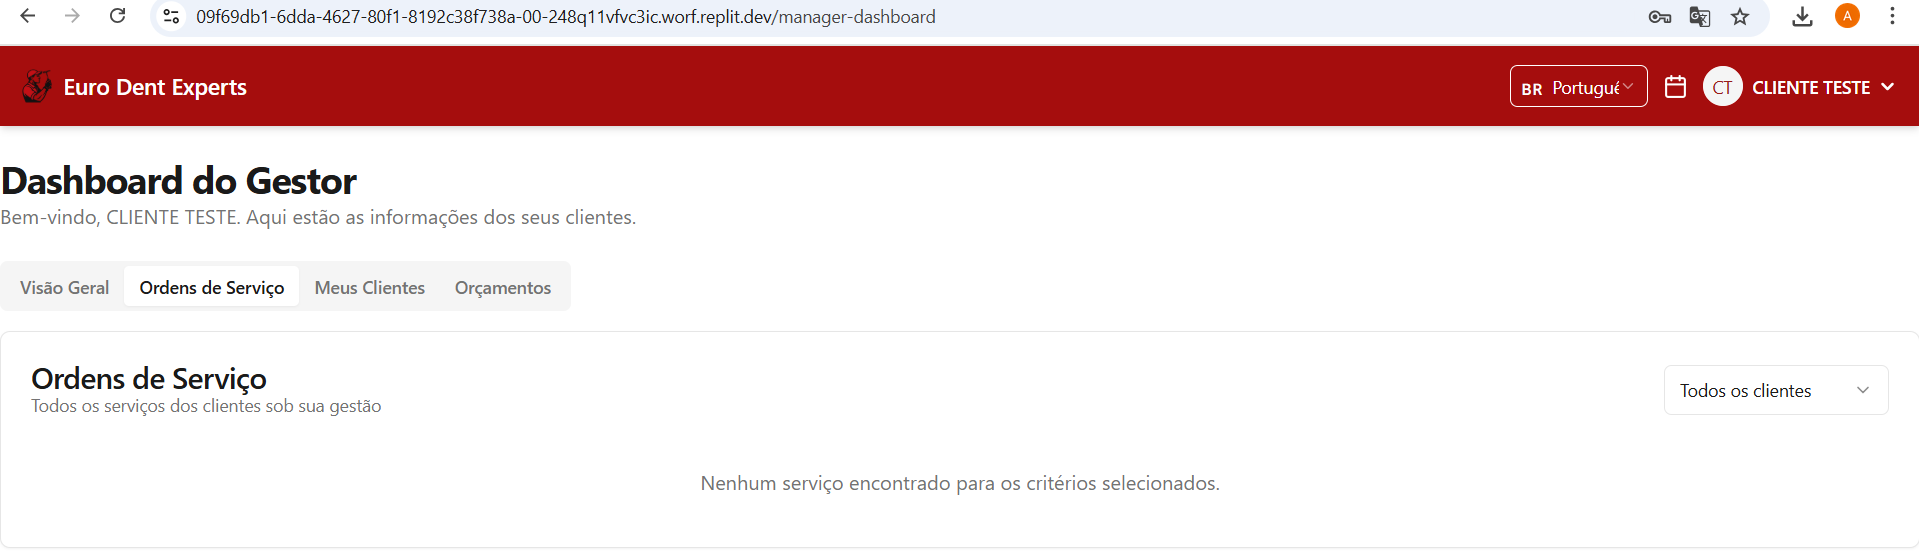 09f69db1-6dda-4627-80f1-8192c38f738a-00-248q11vfvc3ic.worf.replit.dev/manager-dashboard
A
Euro Dent Experts
BR Portuguê
CT
CLIENTE TESTE
Dashboard do Gestor
Bem-vindo, CLIENTE TESTE. Aqui estão as informações dos seus clientes.
Visão Geral
Ordens de Serviço
Meus Clientes
Orçamentos
Ordens de Serviço
Todos os serviços dos clientes sob sua gestão
Todos os clientes
Nenhum serviço encontrado para os critérios selecionados.